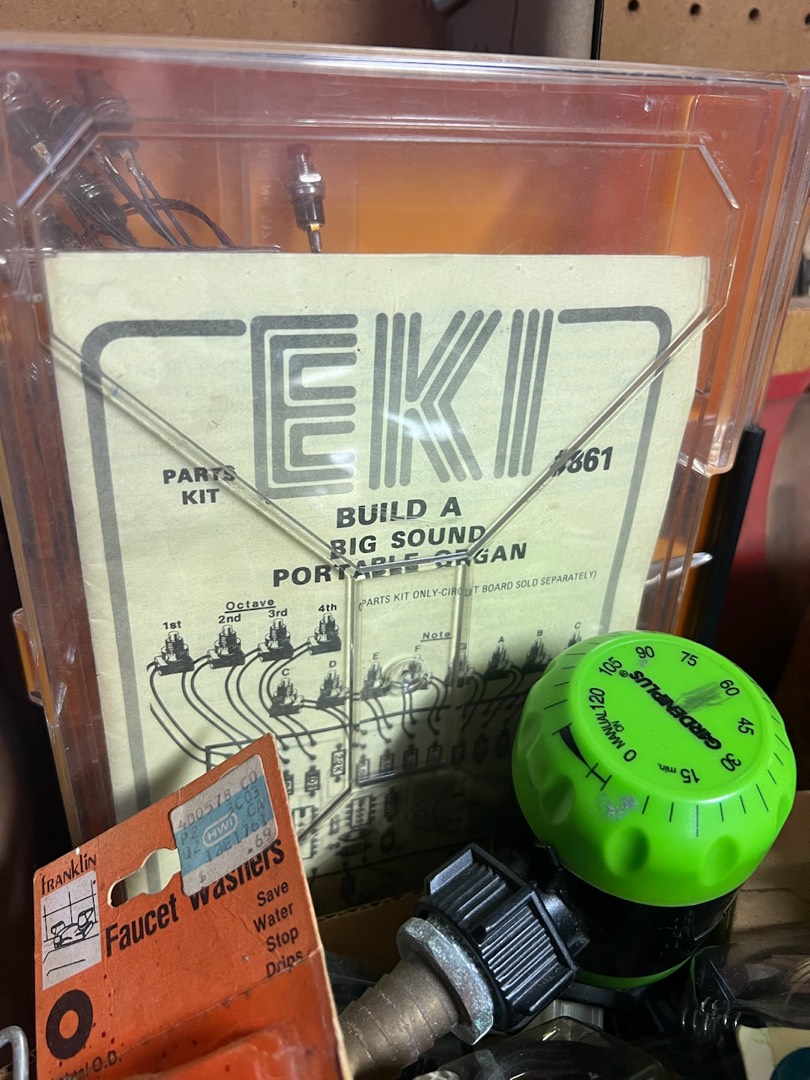 EKI
PARTS
KIT
BUILD A
BIG SOUND
PORTABLE ORGAN
(PARTS KIT ONLY-CIRCUIT BOARD SOLD SEPARATELY)
Octave
1st 2nd 3rd 4th
Note
C D E F A B C
GARDENPLUS®
0 MANUAL ON 120 105 90 75 60 45 30 15 min.
HWI
.69
FRANKLIN
Faucet Washers
Save
Water
Stop
Drips
O.D.